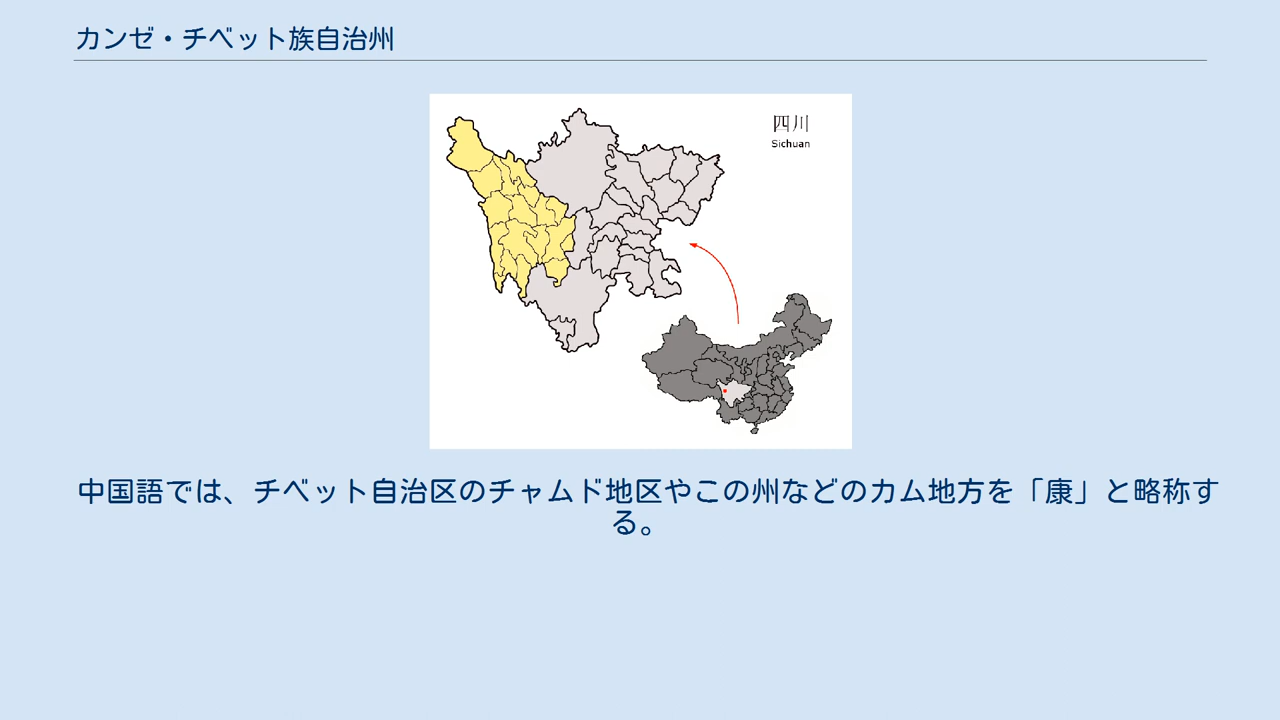 カンゼ・チベット族自治州
四川
Sichuan
中国語では、チベット自治区のチャムド地区やこの州などのカム地方を「康」と略称す
る。